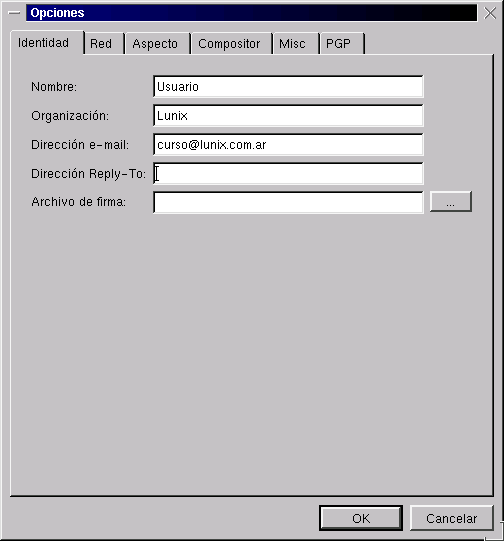 Opciones
Identidad Red Aspecto Compositor Misc PGP
Nombre: Usuario
Organización: Lunix
Dirección e-mail: curso@lunix.com.ar
Dirección Reply-To:
Archivo de firma: ...
OK Cancelar